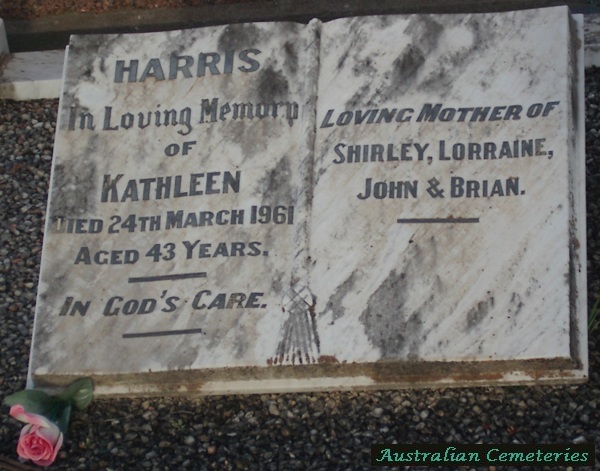 HARRIS
In Loving Memory
OF
KATHLEEN
DIED 24TH MARCH 1961
AGED 43 YEARS.
IN GOD'S CARE.
LOVING MOTHER OF
SHIRLEY, LORRAINE,
JOHN & BRIAN.
Australian Cemeteries